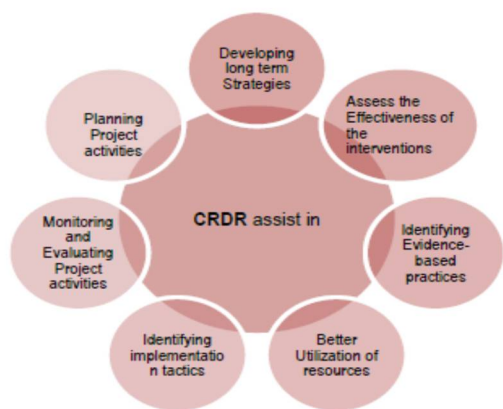 Developing
long term
Strategies
Assess the
Effectiveness of
the
interventions
Identifying
Evidence-
based
practices
Better
Utilization of
resources
Identifying
implementatio
n tactics
Monitoring
and
Evaluating
Project
activities
Planning
Project
activities
CRDR assist in